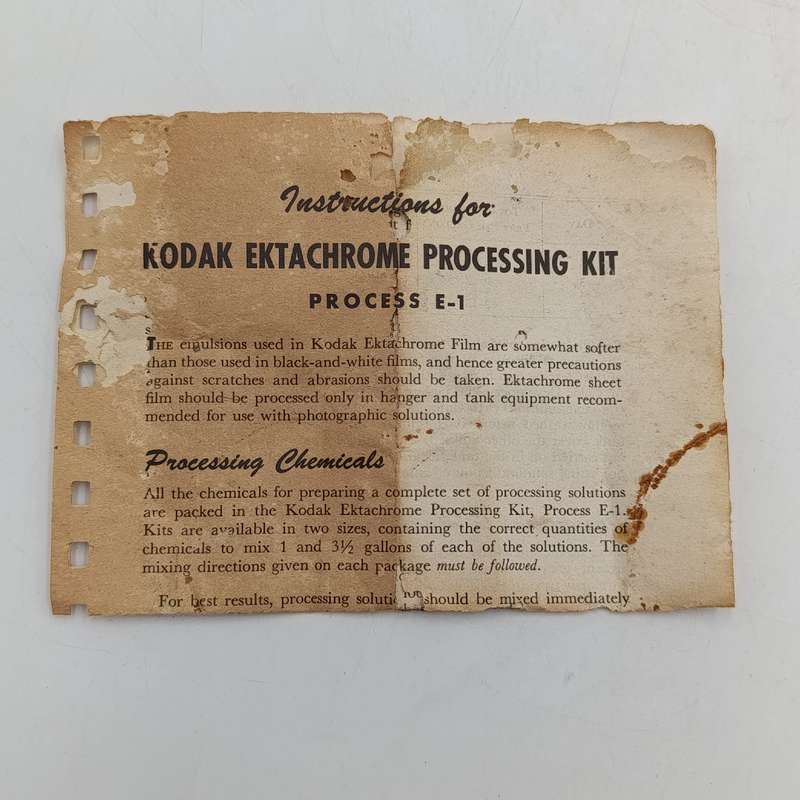 Instructions for
KODAK EKTACHROME PROCESSING KIT
PROCESS E-1
THE emulsions used in Kodak Ektachrome Film are somewhat softer
than those used in black-and-white films, and hence greater precautions
against scratches and abrasions should be taken. Ektachrome sheet
film should be processed only in hanger and tank equipment recom-
mended for use with photographic solutions.
Processing Chemicals
All the chemicals for preparing a complete set of processing solutions
are packed in the Kodak Ektachrome Processing Kit, Process E-1.
Kits are available in two sizes, containing the correct quantities of
chemicals to mix 1 and 3½ gallons of each of the solutions. The
mixing directions given on each package must be followed.
For best results, processing soluti should be mixed immediately